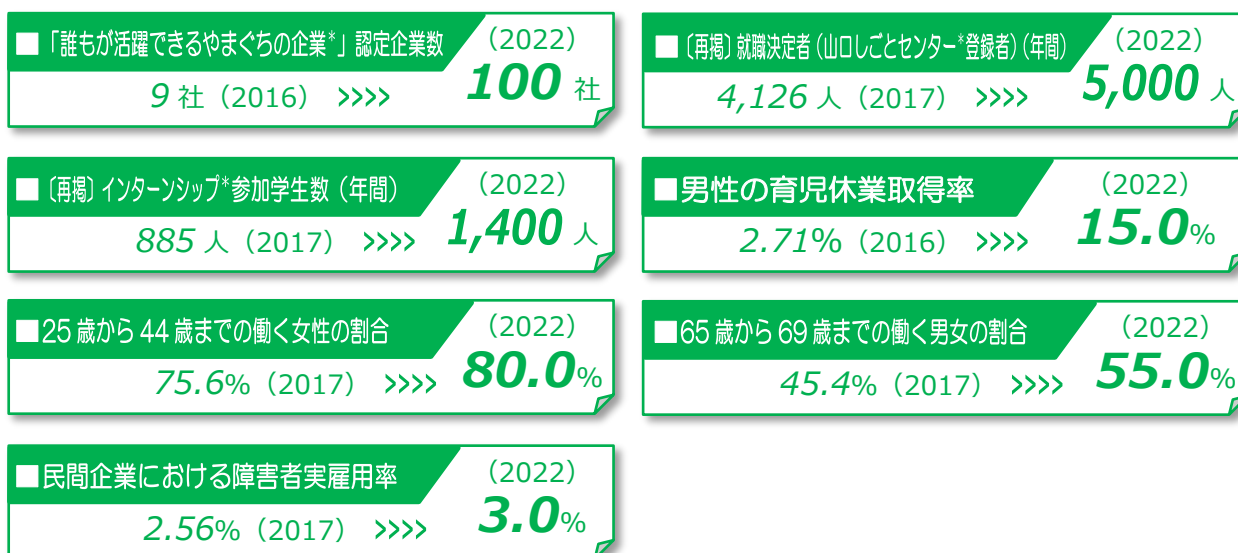 ■「誰もが活躍できるやまぐちの企業*」認定企業数 (2022)
9 社（2016） >>>> 100 社
■〔再掲〕就職決定者(山口しごとセンター*登録者)(年間) (2022)
4,126 人（2017） >>>> 5,000 人
■〔再掲〕インターンシップ*参加学生数（年間） (2022)
885 人（2017） >>>> 1,400 人
■男性の育児休業取得率 (2022)
2.71%（2016） >>>> 15.0%
■25 歳から 44 歳までの働く女性の割合 (2022)
75.6%（2017） >>>> 80.0%
■65 歳から 69 歳までの働く男女の割合 (2022)
45.4%（2017） >>>> 55.0%
■民間企業における障害者実雇用率 (2022)
2.56%（2017） >>>> 3.0%